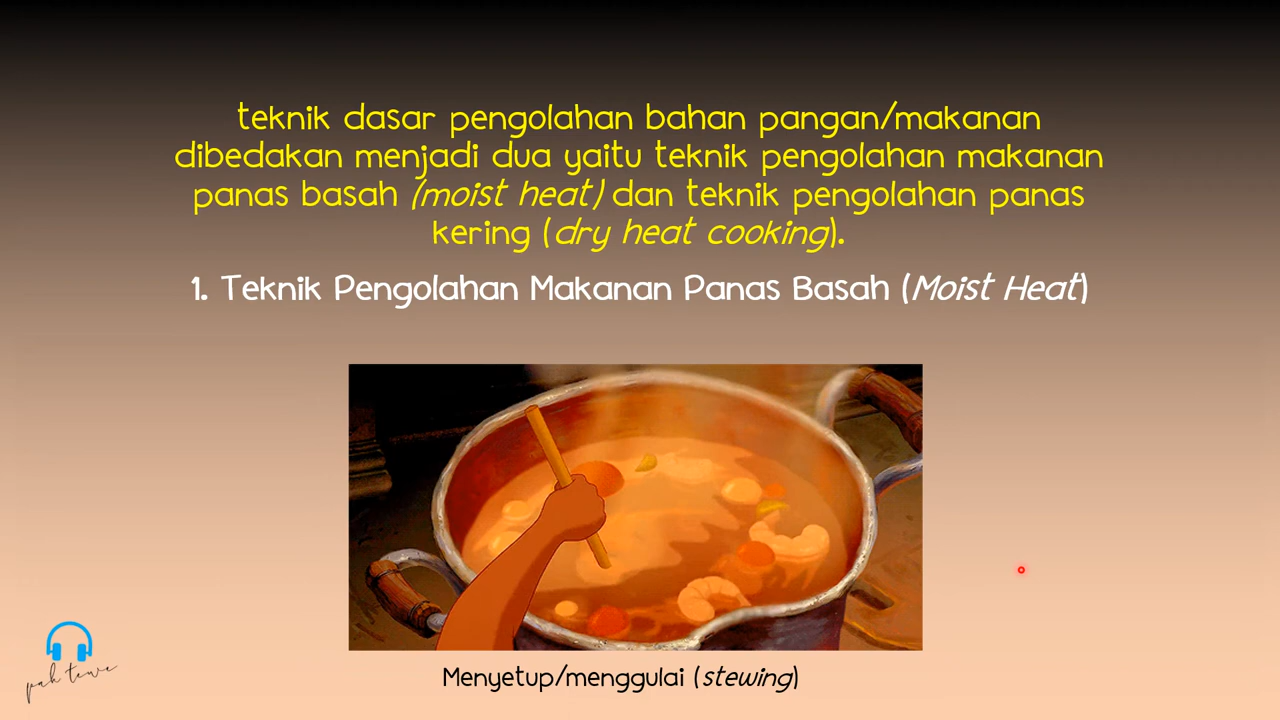 teknik dasar pengolahan bahan pangan/makanan
dibedakan menjadi dua yaitu teknik pengolahan makanan
panas basah (moist heat) dan teknik pengolahan panas
kering (dry heat cooking).
1. Teknik Pengolahan Makanan Panas Basah (Moist Heat)
Menyetup/menggulai (stewing)
pak tewe